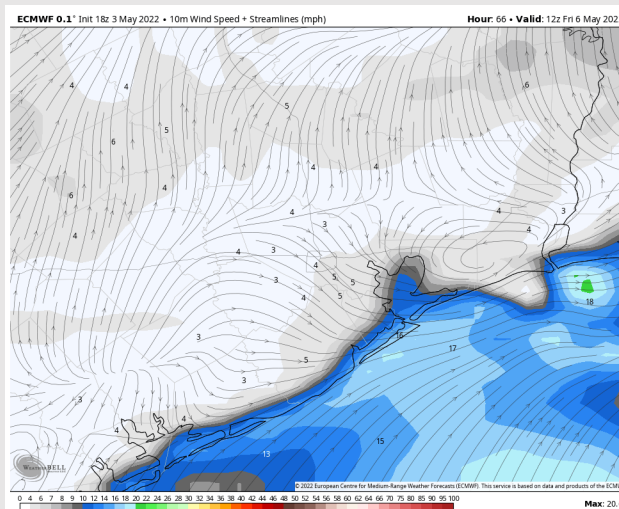 ECMWF 0.1° Init 18z 3 May 2022 • 10m Wind Speed + Streamlines (mph)
Hour: 66 • Valid: 12z Fri 6 May 202
4 4 5 6
5
6
4 4 4
6
4 3 4
4 3 4
4 3
4 5
3 5
4 5 18
16
3 17
5
3
3
4
4
15
13
WEATHERBELL
© 2022 European Centre for Medium-Range Weather Forecasts (ECMWF). This service is based on data and products of the ECM
0 4 6 7 8 9 10 12 14 16 18 20 22 24 26 28 30 32 34 36 38 40 42 44 46 48 50 52 54 56 58 60 62 64 66 68 70 75 80 85 90 95 100
Max: 20.